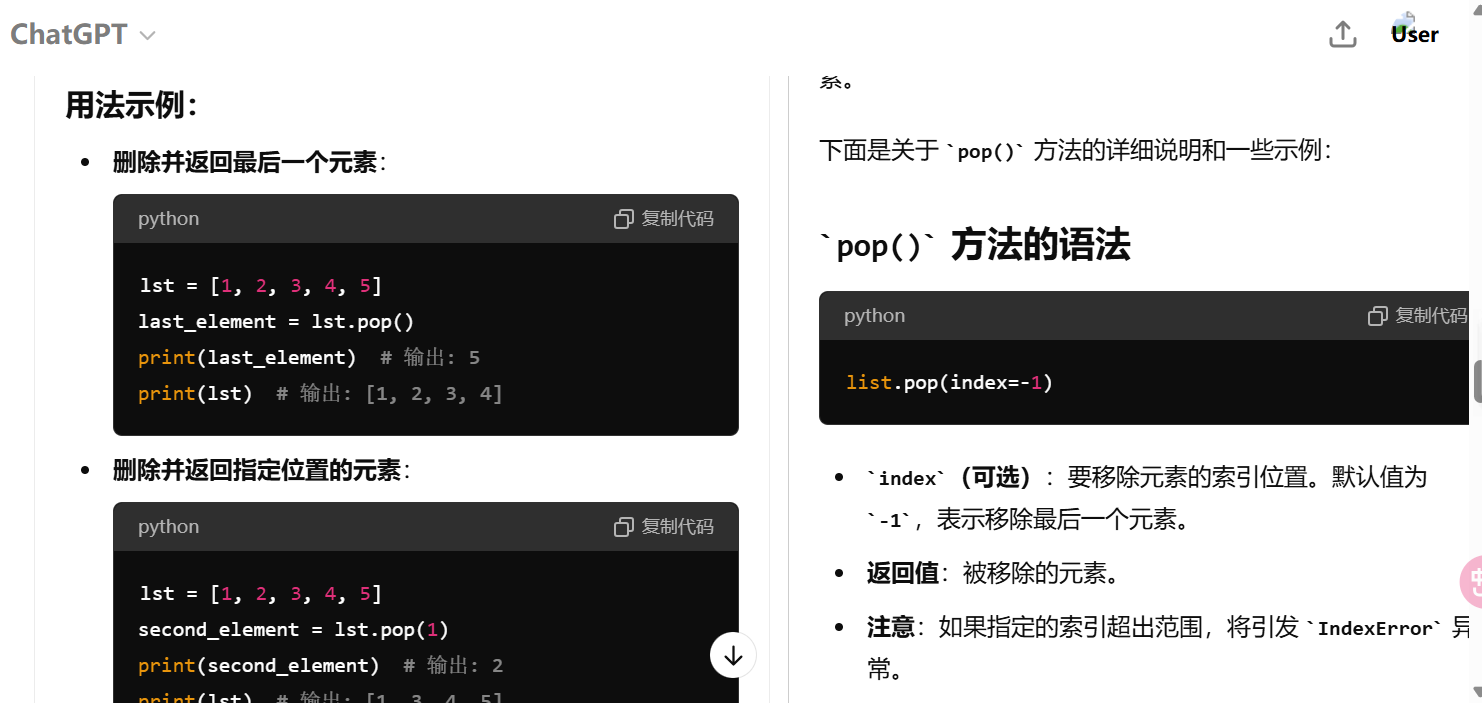 ChatGPT
User
用法示例：
删除并返回最后一个元素：
python
复制代码
lst = [1, 2, 3, 4, 5]
last_element = lst.pop()
print(last_element)  # 输出: 5
print(lst)  # 输出: [1, 2, 3, 4]
删除并返回指定位置的元素：
python
复制代码
lst = [1, 2, 3, 4, 5]
second_element = lst.pop(1)
print(second_element)  # 输出: 2
print(lst)  # 输出: [1, 3, 4, 5]
素。
下面是关于 `pop()` 方法的详细说明和一些示例：
`pop()` 方法的语法
python
复制代码
list.pop(index=-1)
`index`（可选）：要移除元素的索引位置。默认值为
`-1`，表示移除最后一个元素。
返回值：被移除的元素。
注意：如果指定的索引超出范围，将引发 `IndexError` 异
常。